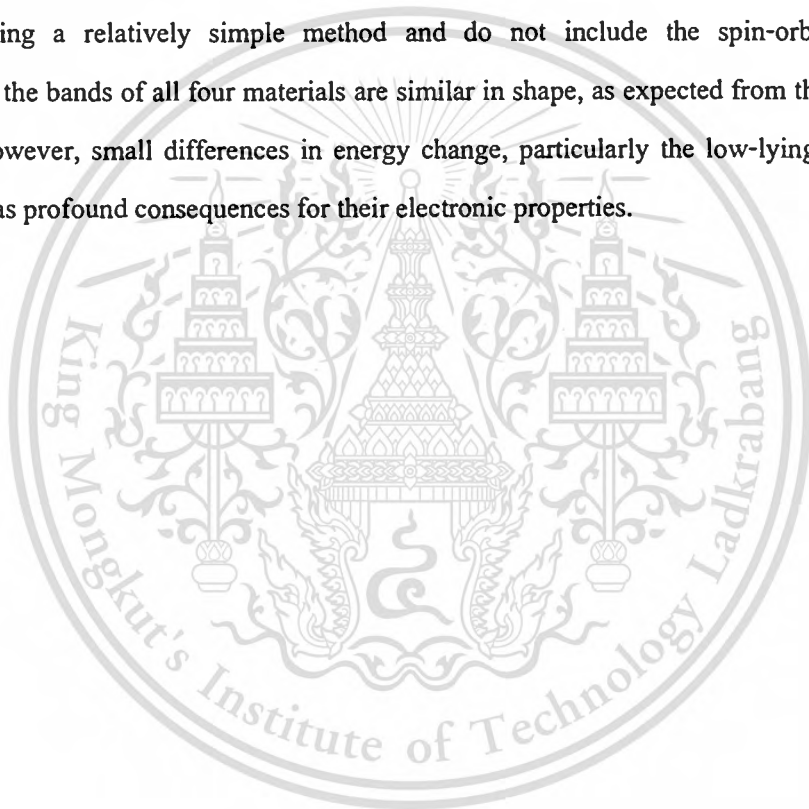 ing a relatively simple method and do not include the spin-orb
the bands of all four materials are similar in shape, as expected from th
owever, small differences in energy change, particularly the low-lying
as profound consequences for their electronic properties.
King Mongkut's Institute of Technology Ladkrabang